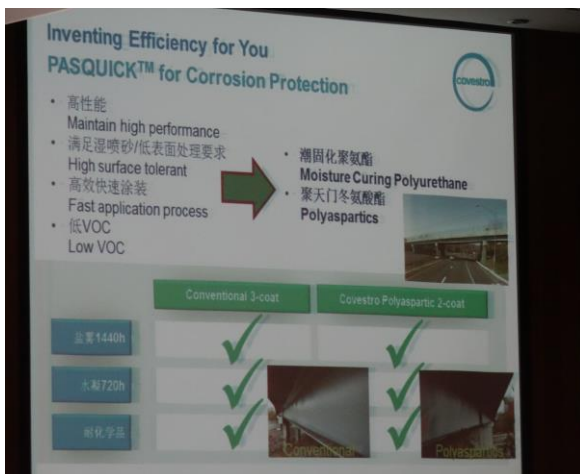 Inventing Efficiency for You
PASQUICK™ for Corrosion Protection
covestro
• 高性能
Maintain high performance
• 满足湿喷砂/低表面处理要求
High surface tolerant
• 高效快速涂装
Fast application process
• 低VOC
Low VOC
• 潮固化聚氨酯
Moisture Curing Polyurethane
• 聚天门冬氨酸酯
Polyaspartics
Conventional 3-coat
Covestro Polyaspartic 2-coat
盐雾1440h
水凝720h
耐化学品
Conventional
Polyaspartics